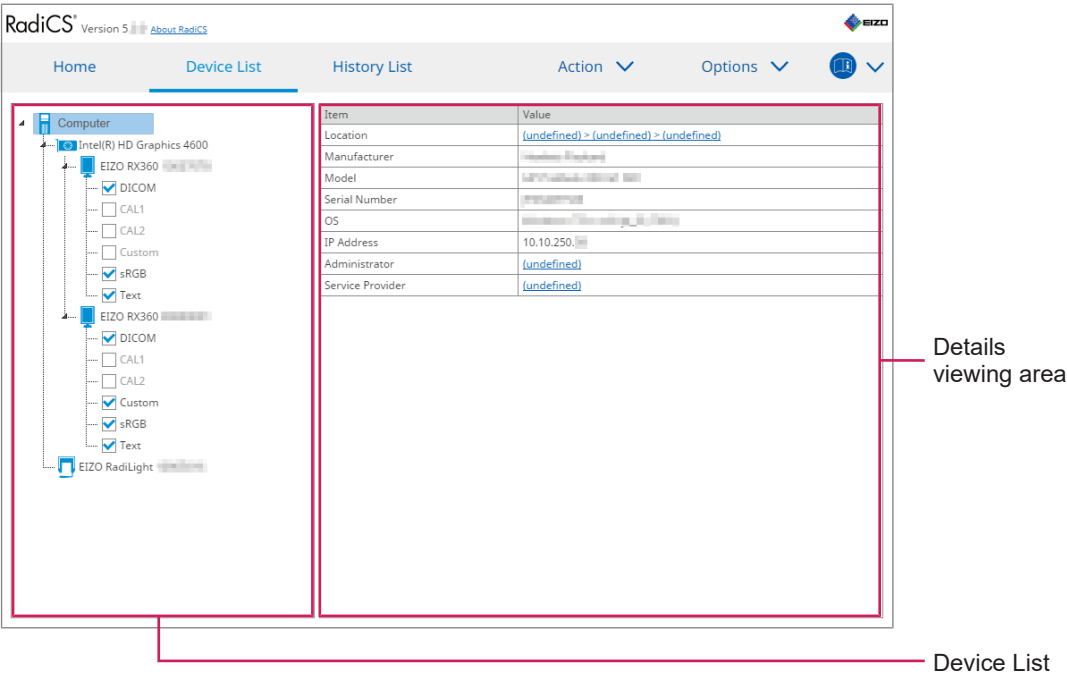 RadiCS® Version 5. About RadiCS
EIZO
Home Device List History List Action Options
Computer
Intel(R) HD Graphics 4600
EIZO RX360
DICOM
CAL1
CAL2
Custom
sRGB
Text
EIZO RX360
DICOM
CAL1
CAL2
Custom
sRGB
Text
EIZO RadiLight
Item Value
Location (undefined) > (undefined) > (undefined)
Manufacturer
Model
Serial Number
OS
IP Address 10.10.250.
Administrator (undefined)
Service Provider (undefined)
Details
viewing area
Device List